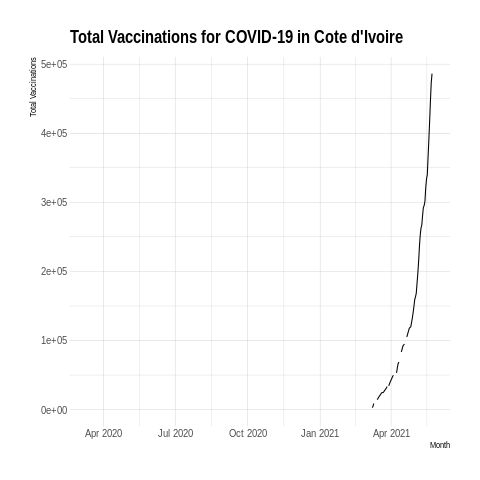 Total Vaccinations for COVID-19 in Cote d'Ivoire
Total Vaccinations
5e+05
4e+05
3e+05
2e+05
1e+05
0e+00
Apr 2020 Jul 2020 Oct 2020 Jan 2021 Apr 2021
Month